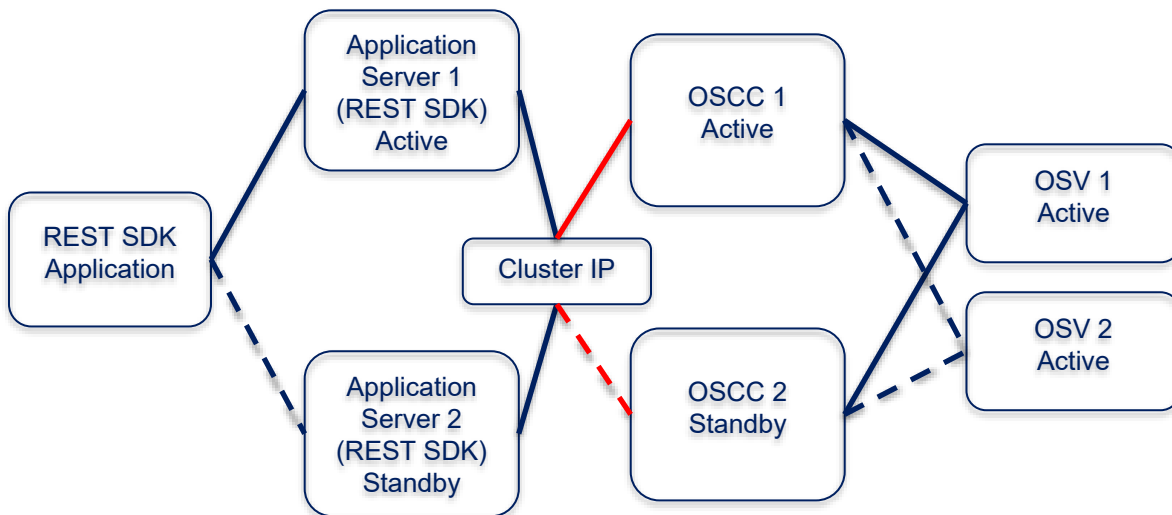 REST SDK
Application
Application
Server 1
(REST SDK)
Active
Application
Server 2
(REST SDK)
Standby
Cluster IP
OSCC 1
Active
OSCC 2
Standby
OSV 1
Active
OSV 2
Active